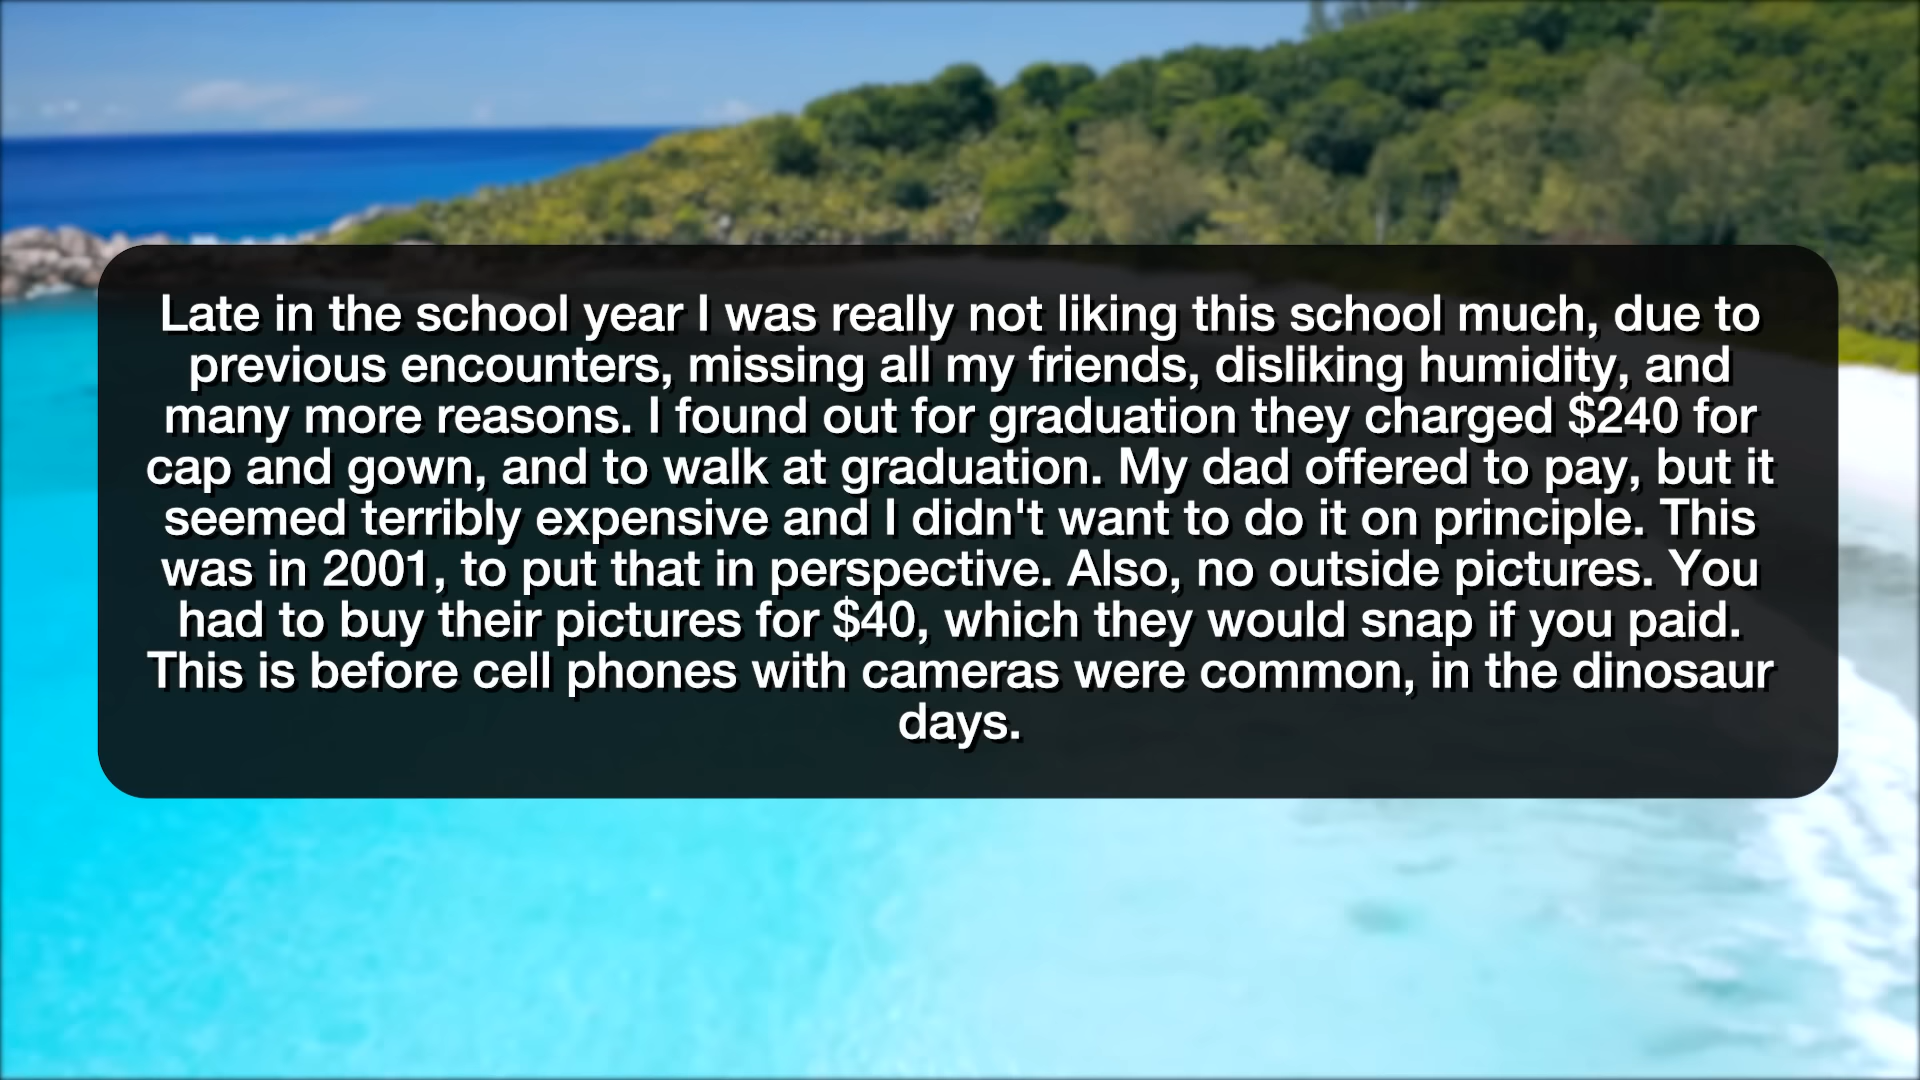 Late in the school year I was really not liking this school much, due to
previous encounters, missing all my friends, disliking humidity, and
many more reasons. I found out for graduation they charged $240 for
cap and gown, and to walk at graduation. My dad offered to pay, but it
seemed terribly expensive and I didn't want to do it on principle. This
was in 2001, to put that in perspective. Also, no outside pictures. You
had to buy their pictures for $40, which they would snap if you paid.
This is before cell phones with cameras were common, in the dinosaur
days.